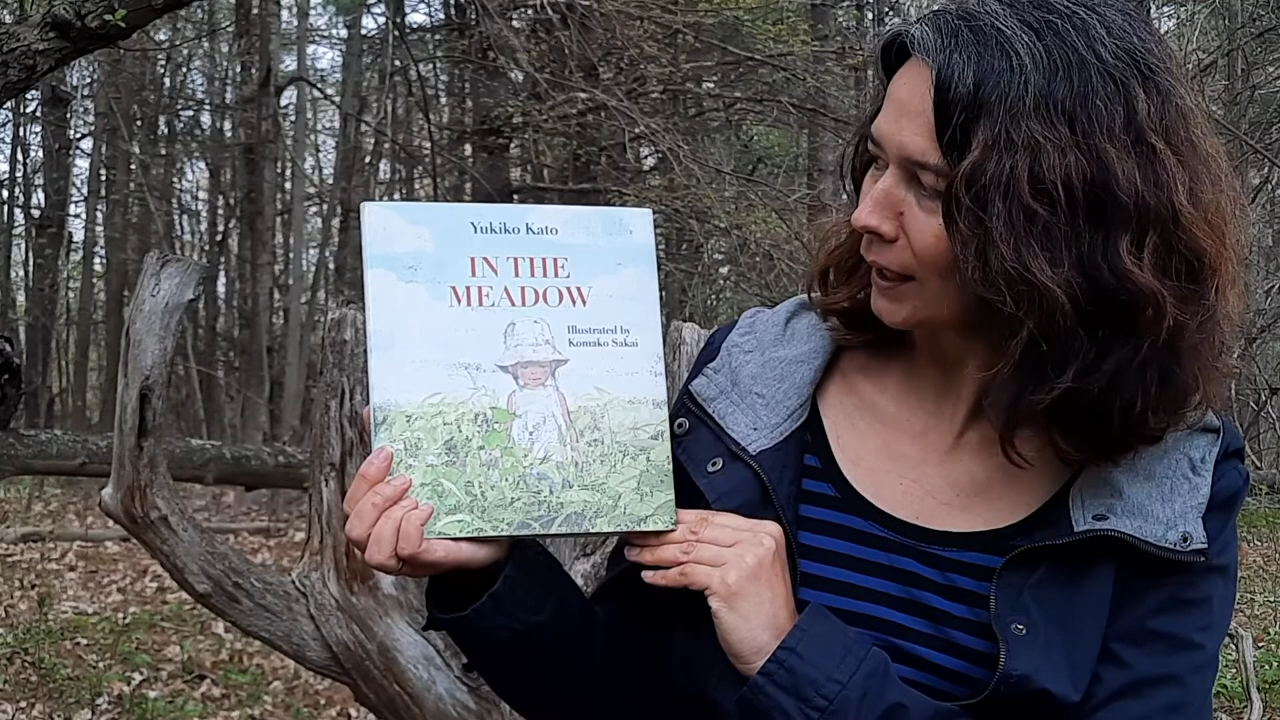 Yukiko Kato
IN THE
MEADOW
Illustrated by
Komako Sakai